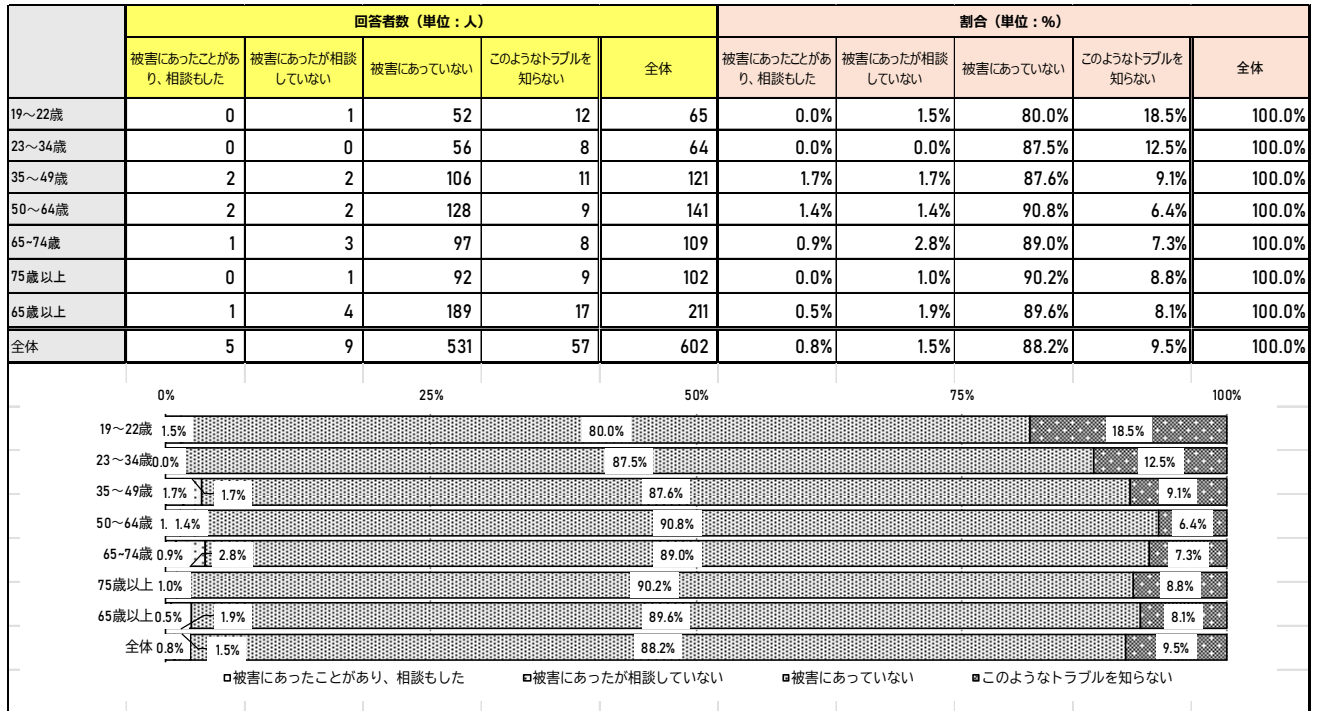 回答者数（単位：人） 割合（単位：％）
被害にあったことがあ 被害にあったが相談 被害にあっていない このようなトラブルを 全体 被害にあったことがあ 被害にあったが相談 被害にあっていない このようなトラブルを 全体
り、相談もした していない 知らない り、相談もした していない 知らない
19～22歳 0 1 52 12 65 0.0% 1.5% 80.0% 18.5% 100.0%
23～34歳 0 0 56 8 64 0.0% 0.0% 87.5% 12.5% 100.0%
35～49歳 2 2 106 11 121 1.7% 1.7% 87.6% 9.1% 100.0%
50～64歳 2 2 128 9 141 1.4% 1.4% 90.8% 6.4% 100.0%
65~74歳 1 3 97 8 109 0.9% 2.8% 89.0% 7.3% 100.0%
75歳以上 0 1 92 9 102 0.0% 1.0% 90.2% 8.8% 100.0%
65歳以上 1 4 189 17 211 0.5% 1.9% 89.6% 8.1% 100.0%
全体 5 9 531 57 602 0.8% 1.5% 88.2% 9.5% 100.0%
0% 25% 50% 75% 100%
19～22歳 1.5% 80.0% 18.5%
23～34歳 0.0% 87.5% 12.5%
35～49歳 1.7% 1.7% 87.6% 9.1%
50～64歳 1. 1.4% 90.8% 6.4%
65~74歳 0.9% 2.8% 89.0% 7.3%
75歳以上 1.0% 90.2% 8.8%
65歳以上 0.5% 1.9% 89.6% 8.1%
全体 0.8% 1.5% 88.2% 9.5%
被害にあったことがあり、相談もした 被害にあったが相談していない 被害にあっていない このようなトラブルを知らない